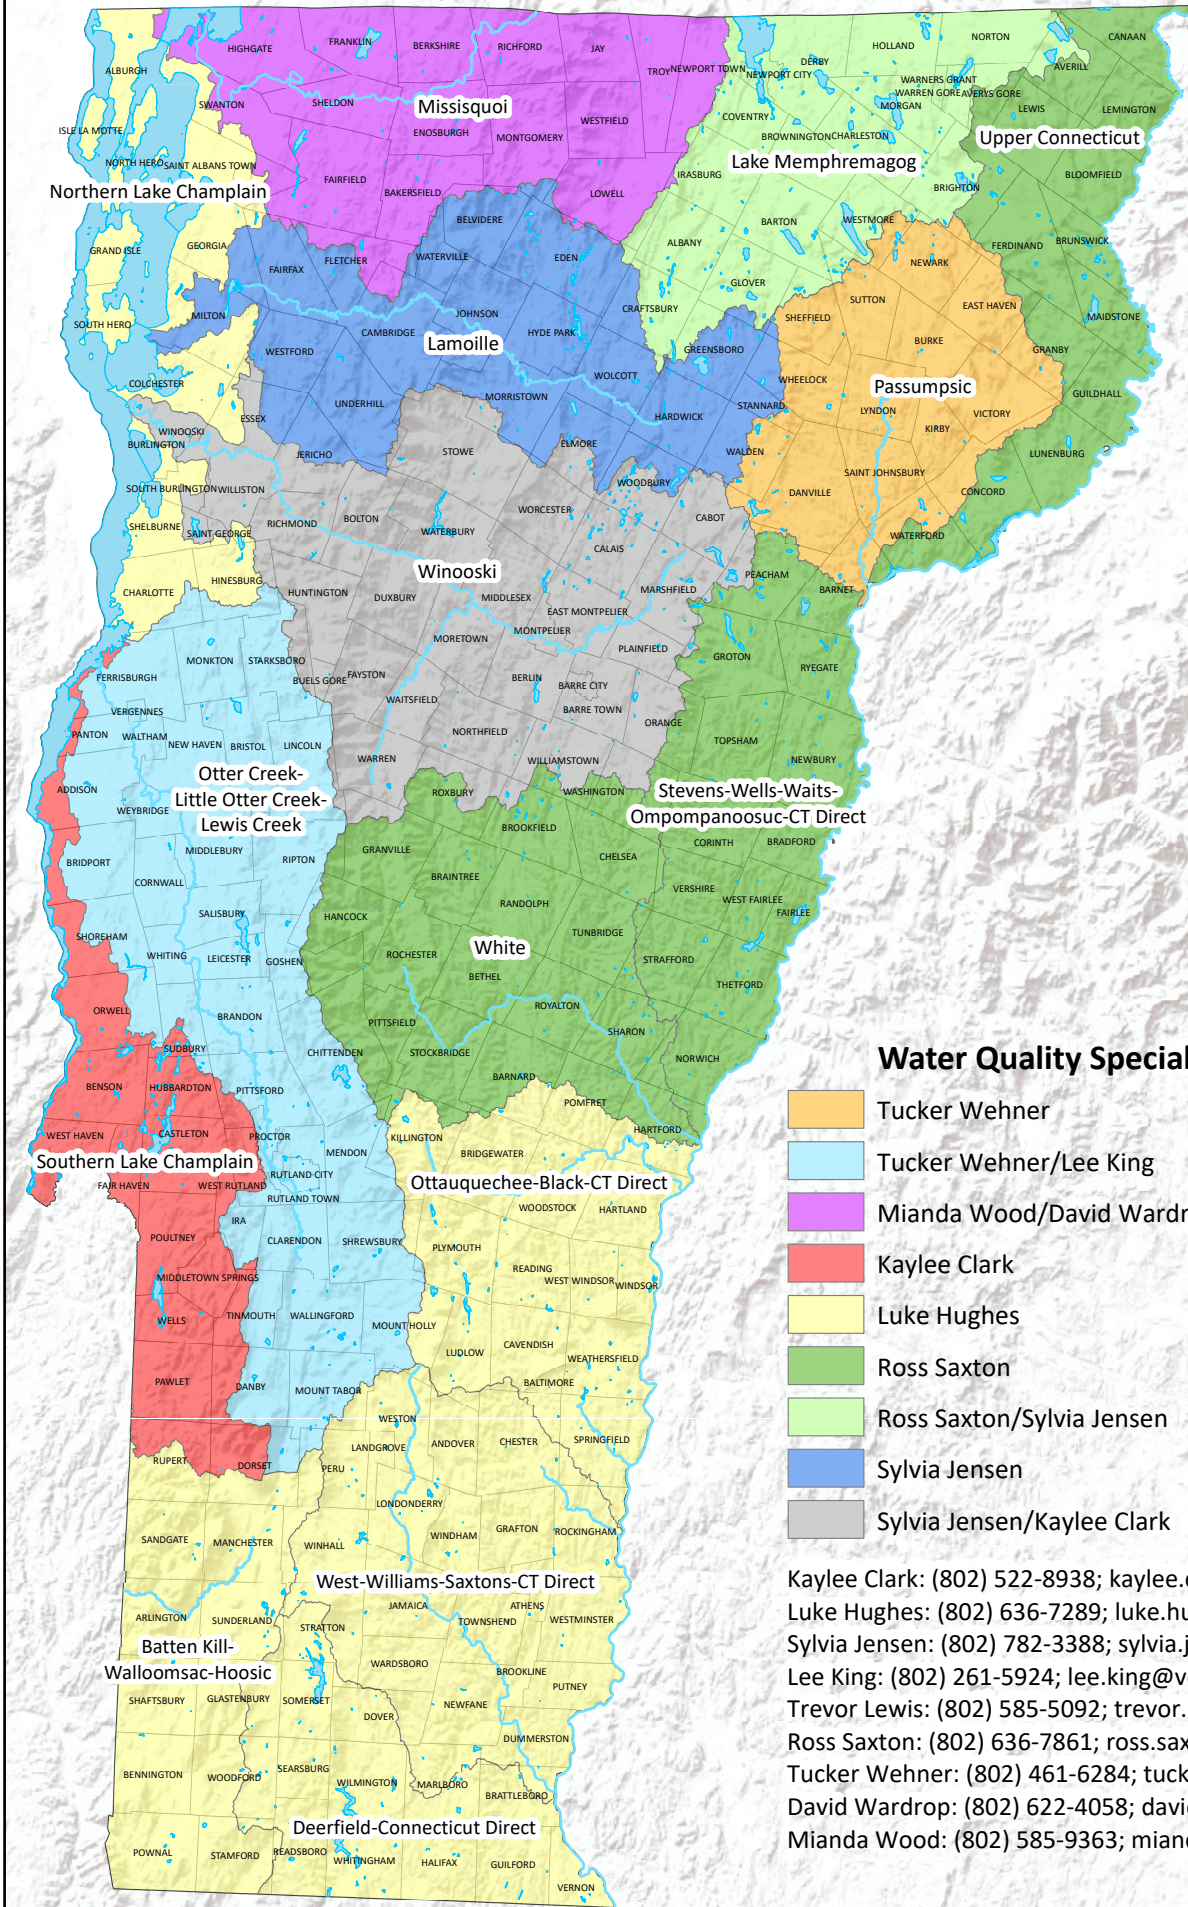 CANAAN
NORTON
FRANKLIN
BERKSHIRE
RICHFORD
JAY
HOLLAND
HIGHGATE
DERBY
AVERILL
ALBURGH
TROY
NEWPORT TOWN
NEWPORT CITY
WARNERS GRANT
WARREN GORE
AVERYS GORE
SWANTON
SHELDON
Missisquoi
MORGAN
LEWIS
LEMINGTON
COVENTRY
WESTFIELD
ISLE LA MOTTE
ENOSBURGH
MONTGOMERY
BROWNINGTON
CHARLESTON
Upper Connecticut
NORTH HERO
SAINT ALBANS TOWN
Lake Memphremagog
IRASBURG
BLOOMFIELD
Northern Lake Champlain
FAIRFIELD
BAKERSFIELD
LOWELL
BRIGHTON
BELVIDERE
BARTON
WESTMORE
GRAND ISLE
GEORGIA
ALBANY
FERDINAND
BRUNSWICK
FAIRFAX
FLETCHER
WATERVILLE
EDEN
NEWARK
GLOVER
SUTTON
EAST HAVEN
MILTON
JOHNSON
CRAFTSBURY
SHEFFIELD
MAIDSTONE
SOUTH HERO
CAMBRIDGE
HYDE PARK
BURKE
Lamoille
WESTFORD
GREENSBORO
GRANBY
COLCHESTER
WOLCOTT
WHEELOCK
Passumpsic
GUILDHALL
UNDERHILL
MORRISTOWN
STANNARD
LYNDON
VICTORY
ESSEX
HARDWICK
KIRBY
WINOOSKI
BURLINGTON
JERICHO
STOWE
ELMORE
WALDEN
LUNENBURG
SOUTH BURLINGTON
WILLISTON
WOODBURY
SAINT JOHNSBURY
DANVILLE
CONCORD
SHELBURNE
SAINT GEORGE
RICHMOND
BOLTON
WATERBURY
WORCESTER
CABOT
WATERFORD
CALAIS
Winooski
HINESBURG
PEACHAM
CHARLOTTE
HUNTINGTON
DUXBURY
MIDDLESEX
MARSHFIELD
BARNET
EAST MONTPELIER
MORETOWN
MONTPELIER
PLAINFIELD
MONKTON
STARKSBORO
GROTON
RYEGATE
FERRISBURGH
BUELS GORE
FAYSTON
BERLIN
BARRE CITY
WAITSFIELD
VERGENNES
BARRE TOWN
PANTON
WALTHAM
NEW HAVEN
BRISTOL
LINCOLN
NORTHFIELD
ORANGE
TOPSHAM
WARREN
WILLIAMSTOWN
NEWBURY
Otter Creek-
Little Otter Creek-
Lewis Creek
ADDISON
ROXBURY
WASHINGTON
Stevens-Wells-Waits-
Ompompanoosuc-CT Direct
WEYBRIDGE
BROOKFIELD
MIDDLEBURY
GRANVILLE
CORINTH
BRADFORD
BRIDPORT
RIPTON
CHELSEA
CORNWALL
BRAINTREE
VERSHIRE
WEST FAIRLEE
SALISBURY
HANCOCK
RANDOLPH
FAIRLEE
SHOREHAM
TUNBRIDGE
White
WHITING
LEICESTER
GOSHEN
ROCHESTER
STRAFFORD
BETHEL
THETFORD
ORWELL
BRANDON
PITTSFIELD
ROYALTON
SHARON
SUDBURY
CHITTENDEN
STOCKBRIDGE
NORWICH
BENSON
HUBBARDTON
PITTSFORD
BARNARD
POMFRET
WEST HAVEN
CASTLETON
PROCTOR
KILLINGTON
HARTFORD
MENDON
BRIDGEWATER
Southern Lake Champlain
FAIR HAVEN
WEST RUTLAND
RUTLAND CITY
Ottauquechee-Black-CT Direct
RUTLAND TOWN
WOODSTOCK
HARTLAND
IRA
POULTNEY
CLARENDON
SHREWSBURY
PLYMOUTH
READING
MIDDLETOWN SPRINGS
WEST WINDSOR
WINDSOR
WELLS
TINMOUTH
WALLINGFORD
MOUNT HOLLY
LUDLOW
CAVENDISH
WEATHERSFIELD
PAWLET
DANBY
MOUNT TABOR
BALTIMORE
WESTON
LANDGROVE
ANDOVER
CHESTER
SPRINGFIELD
RUPERT
DORSET
PERU
LONDONDERRY
SANDGATE
MANCHESTER
WINHALL
WINDHAM
GRAFTON
ROCKINGHAM
West-Williams-Saxtons-CT Direct
ARLINGTON
SUNDERLAND
JAMAICA
ATHENS
STRATTON
TOWNSHEND
WESTMINSTER
Batten Kill-
Walloomsac-Hoosic
WARDSBORO
BROOKLINE
PUTNEY
SHAFTSBURY
GLASTENBURY
SOMERSET
NEWFANE
DOVER
DUMMERSTON
BENNINGTON
WOODFORD
SEARSBURG
WILMINGTON
MARLBORO
BRATTLEBORO
Deerfield-Connecticut Direct
POWNAL
STAMFORD
READSBORO
WHITINGHAM
HALIFAX
GUILFORD
VERNON
Water Quality Special
Tucker Wehner
Tucker Wehner/Lee King
Mianda Wood/David Wardr
Kaylee Clark
Luke Hughes
Ross Saxton
Ross Saxton/Sylvia Jensen
Sylvia Jensen
Sylvia Jensen/Kaylee Clark
Kaylee Clark: (802) 522-8938; kaylee.
Luke Hughes: (802) 636-7289; luke.hu
Sylvia Jensen: (802) 782-3388; sylvia.j
Lee King: (802) 261-5924; lee.king@v
Trevor Lewis: (802) 585-5092; trevor.
Ross Saxton: (802) 636-7861; ross.sax
Tucker Wehner: (802) 461-6284; tuck
David Wardrop: (802) 622-4058; davi
Mianda Wood: (802) 585-9363; mian